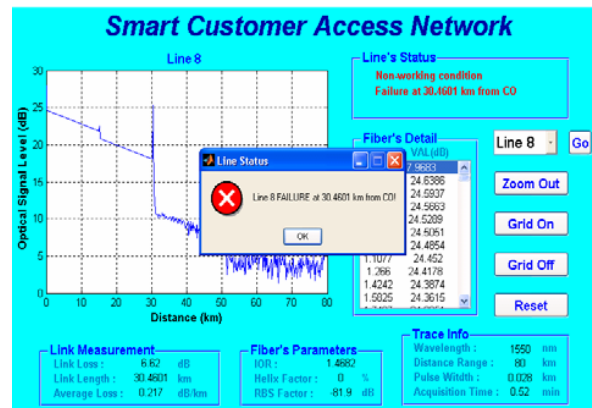 Smart Customer Access Network
Line 8
Optical Signal Level (dB)
30
25
20
15
10
5
0
0 10 20 30 40 50 60 70 80
Distance (km)
Line's Status
Non-working condition
Failure at 30.4601 km from CO
Fiber's Detail
VAL(dB)
7.9683
24.6386
24.5937
24.5663
24.5289
24.5051
24.4854
1.1077 24.452
1.266 24.4178
1.4242 24.3874
1.5825 24.3615
Line Status
Line 8 FAILURE at 30.4601 km from CO!
OK
Line 8
Go
Zoom Out
Grid On
Grid Off
Reset
Link Measurement
Link Loss : 6.62 dB
Link Length : 30.4601 km
Average Loss : 0.217 dB/km
Fiber's Parameters
IOR : 1.4682
Helix Factor : 0 %
RBS Factor : -81.9 dB
Trace Info
Wavelength : 1550 nm
Distance Range : 80 km
Pulse Witdth : 0.028 km
Acquisition Time : 0.52 min